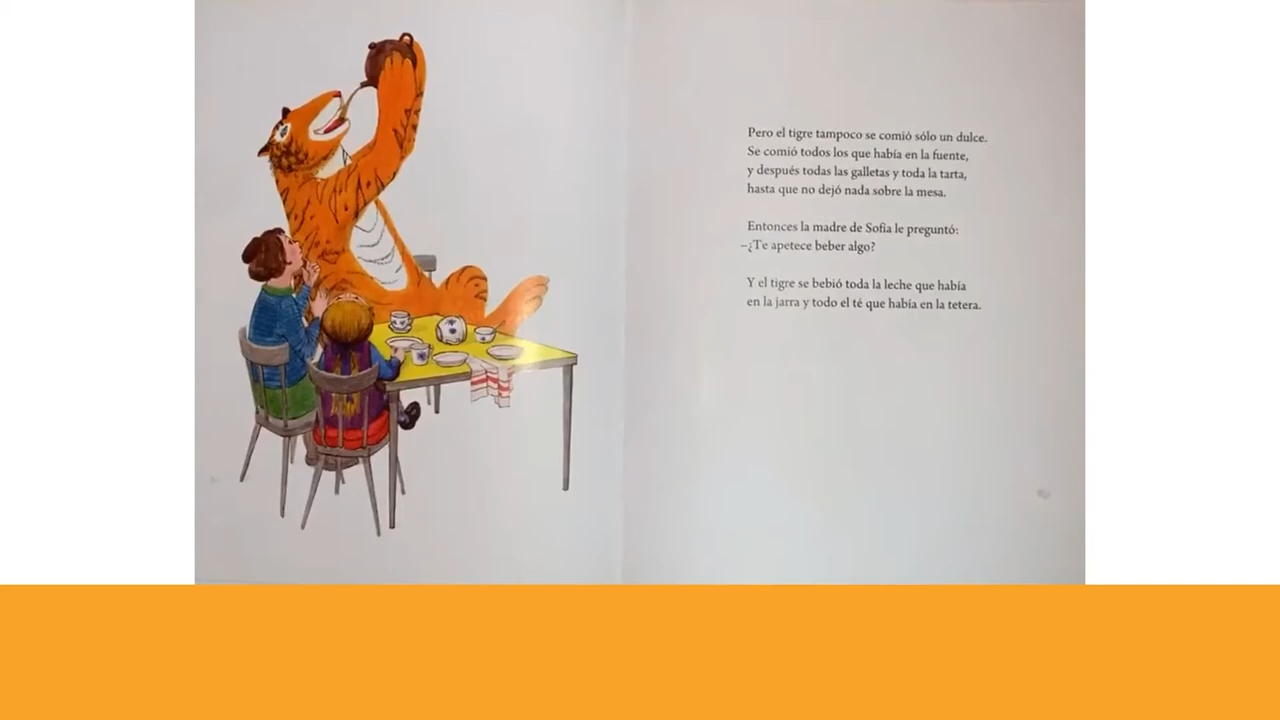 Pero el tigre tampoco se comió sólo un dulce.
Se comió todos los que había en la fuente,
y después todas las galletas y toda la tarta,
hasta que no dejó nada sobre la mesa.
Entonces la madre de Sofía le preguntó:
–¿Te apetece beber algo?
Y el tigre se bebió toda la leche que había
en la jarra y todo el té que había en la tetera.